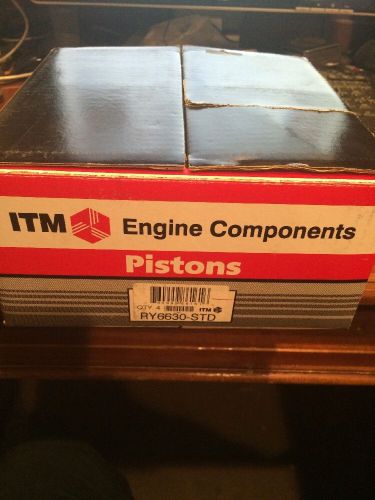 ITM Engine Components
Pistons
QTY 4 ITM
RY6630-STD